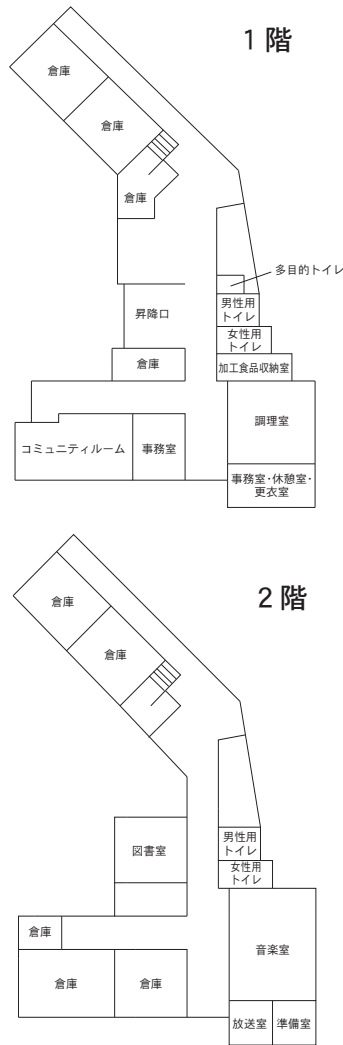 1階
倉庫
倉庫
倉庫
多目的トイレ
男性用
トイレ
昇降口
女性用
トイレ
倉庫
加工食品収納室
調理室
コミュニティルーム
事務室
事務室・休憩室・
更衣室
2階
倉庫
倉庫
男性用
トイレ
図書室
女性用
トイレ
倉庫
音楽室
倉庫
倉庫
放送室
準備室